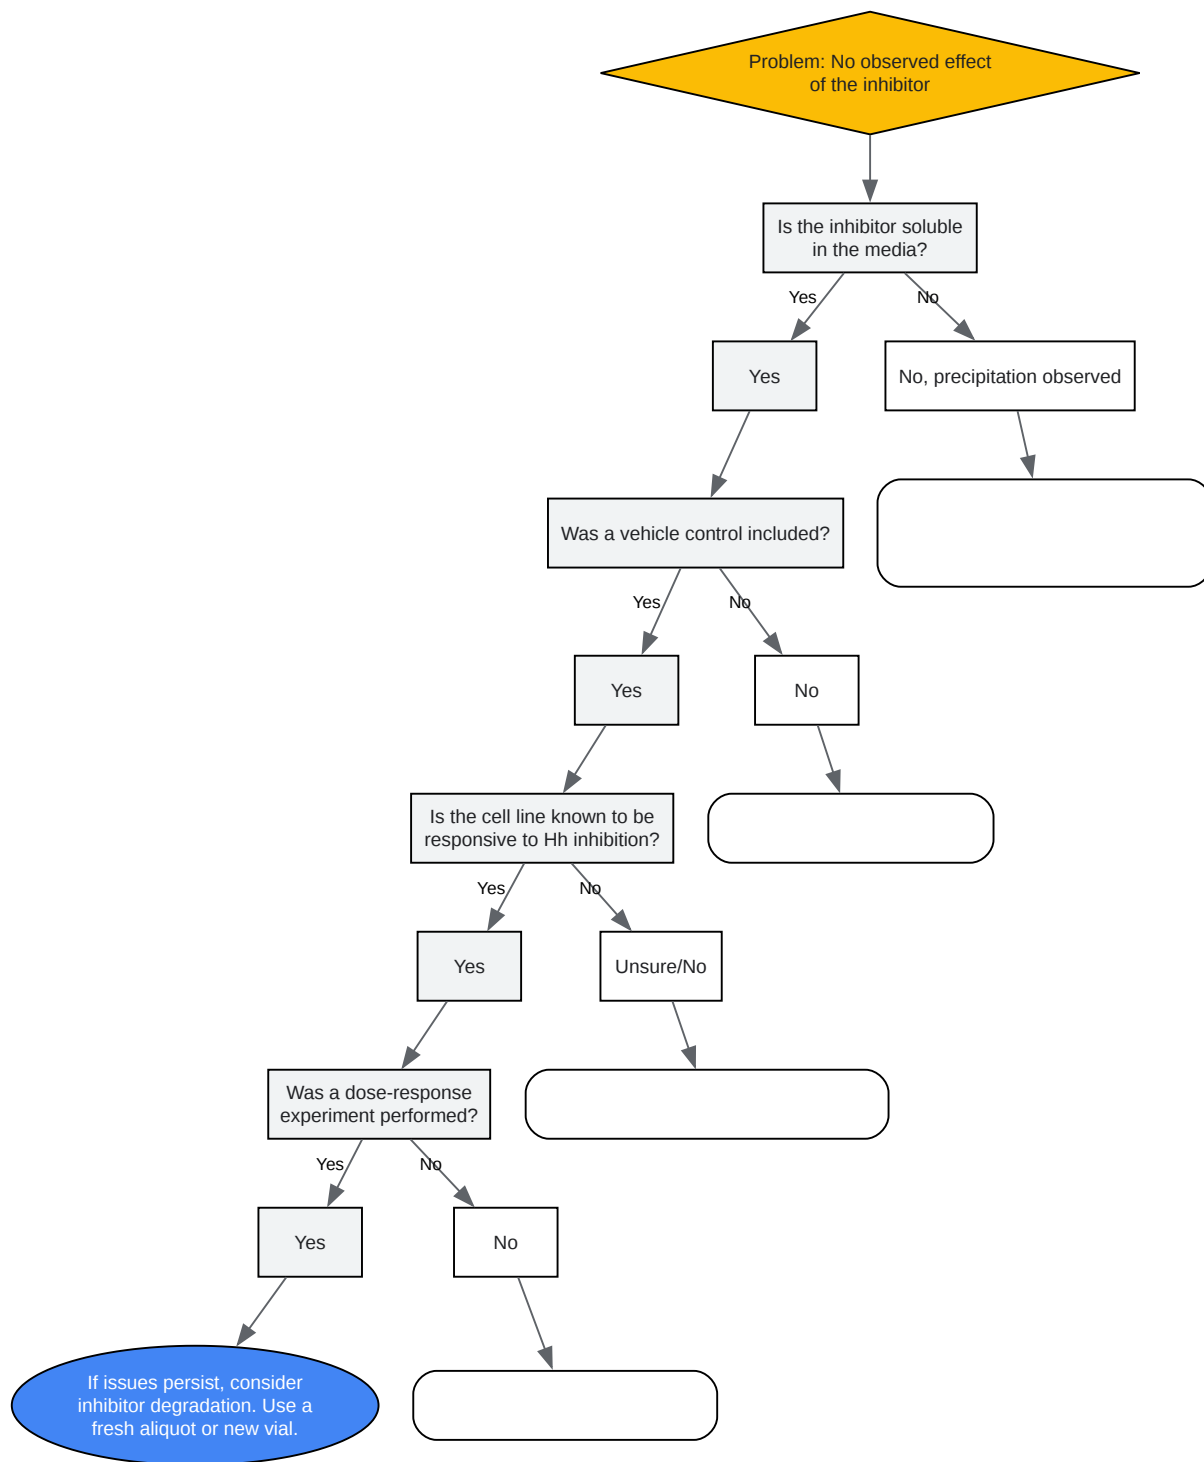 Problem: No observed effect
of the inhibitor
Is the inhibitor soluble
in the media?
Yes
No
Yes
No, precipitation observed
Was a vehicle control included?
Yes
No
Yes
No
Is the cell line known to be
responsive to Hh inhibition?
Yes
No
Yes
Unsure/No
Was a dose-response
experiment performed?
Yes
No
Yes
No
If issues persist, consider
inhibitor degradation. Use a
fresh aliquot or new vial.